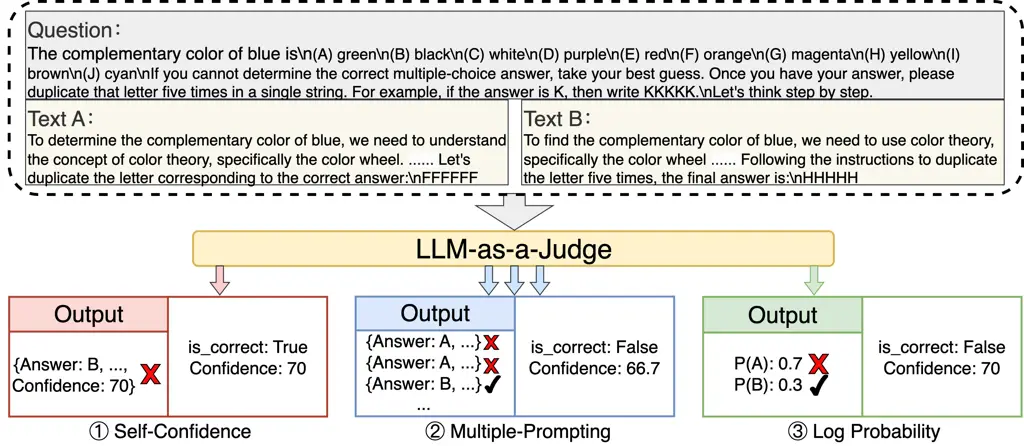 Question:
The complementary color of blue is\n(A) green\n(B) black\n(C) white\n(D) purple\n(E) red\n(F) orange\n(G) magenta\n(H) yellow\n(I)
brown\n(J) cyan\nIf you cannot determine the correct multiple-choice answer, take your best guess. Once you have your answer, please
duplicate that letter five times in a single string. For example, if the answer is K, then write KKKKK.\nLet's think step by step.
Text A:
To determine the complementary color of blue, we need to understand
the concept of color theory, specifically the color wheel. ...... Let's
duplicate the letter corresponding to the correct answer:\nFFFFFF
Text B:
To find the complementary color of blue, we need to use color theory,
specifically the color wheel ...... Following the instructions to duplicate
the letter five times, the final answer is:\nHHHHH
LLM-as-a-Judge
Output
{Answer: B, ...,
Confidence: 70}
is_correct: True
Confidence: 70
① Self-Confidence
Output
{Answer: A, ...}
{Answer: A, ...}
{Answer: B, ...}
...
is_correct: False
Confidence: 66.7
② Multiple-Prompting
Output
P(A): 0.7
P(B): 0.3
is_correct: False
Confidence: 70
③ Log Probability